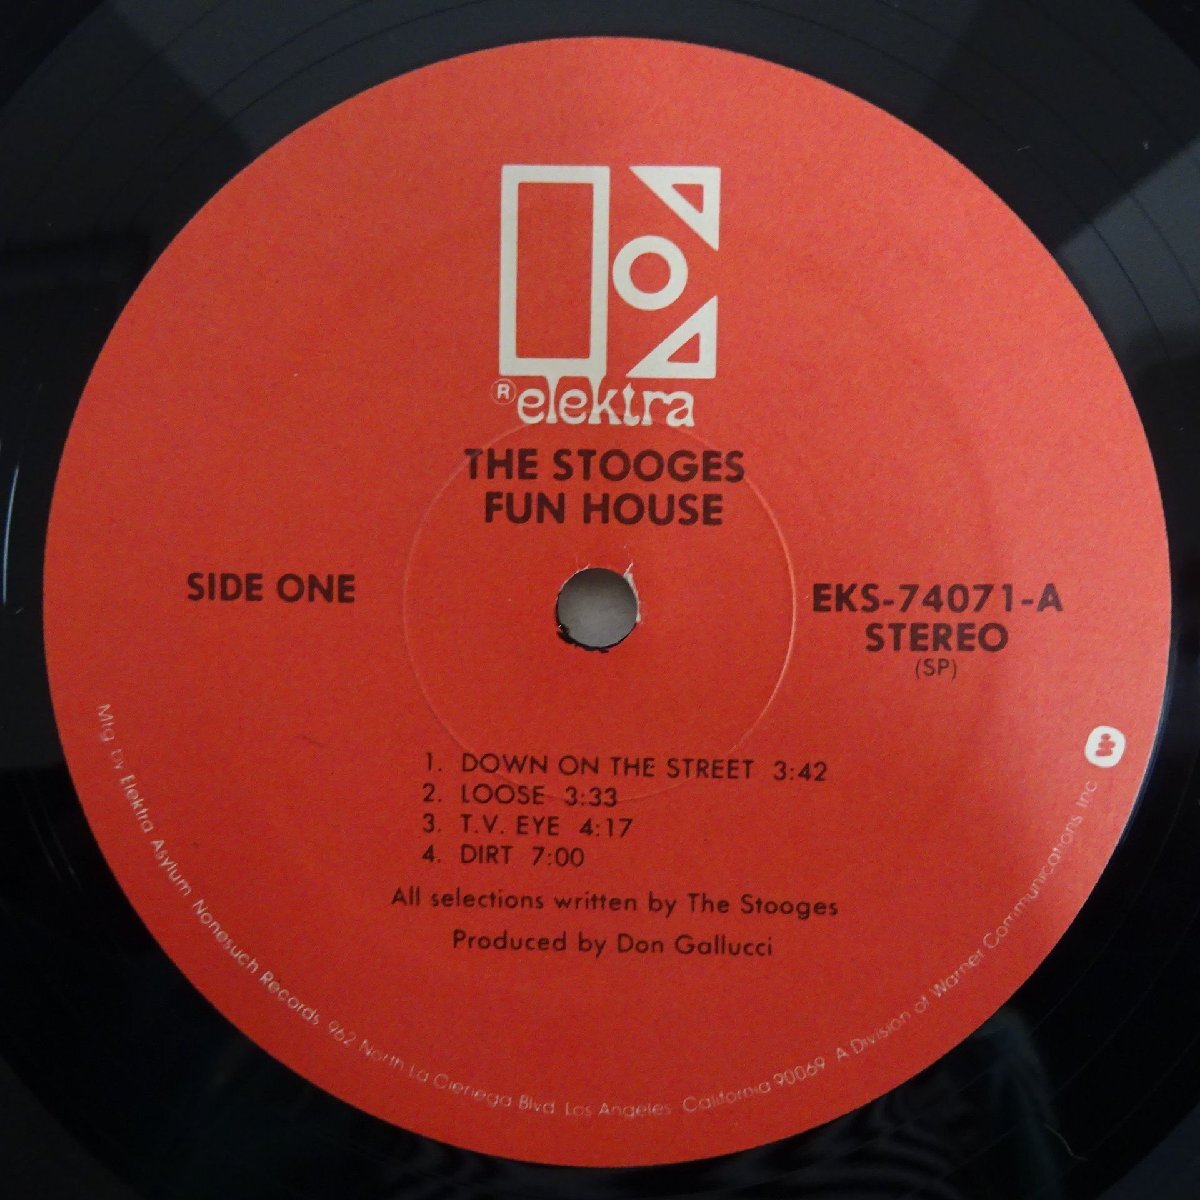 ® elektra
THE STOOGES
FUN HOUSE
SIDE ONE
EKS-74071-A
STEREO
(SP)
1. DOWN ON THE STREET 3:42
2. LOOSE 3:33
3. T.V. EYE 4:17
4. DIRT 7:00
All selections written by The Stooges
Produced by Don Gallucci
Mfg by Elektra Asylum Nonesuch Records 962 North La Cienega Blvd Los Angeles California 90069 A Division of Warner Communications Inc